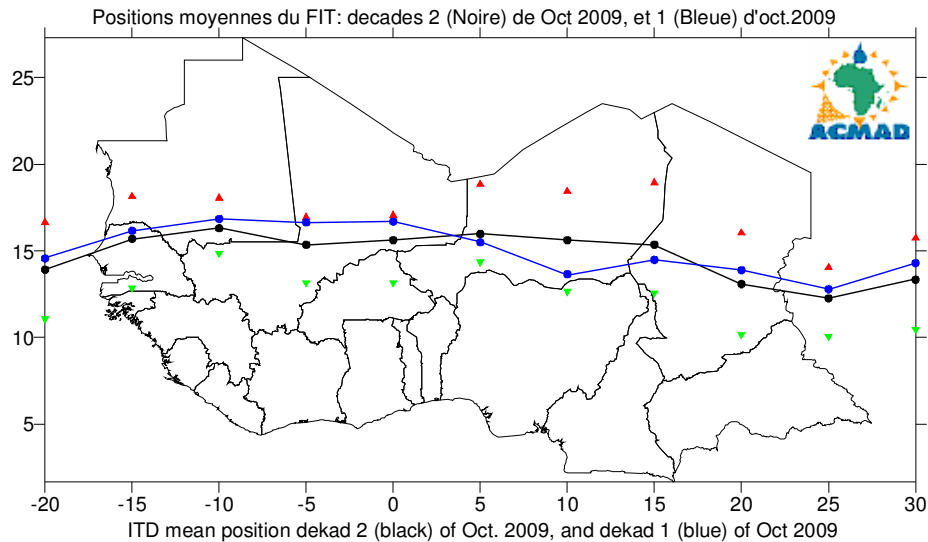 Positions moyennes du FIT: decades 2 (Noire) de Oct 2009, et 1 (Bleue) d'oct.2009
ACMAD
25
20
15
10
5
-20 -15 -10 -5 0 5 10 15 20 25 30
ITD mean position dekad 2 (black) of Oct. 2009, and dekad 1 (blue) of Oct 2009